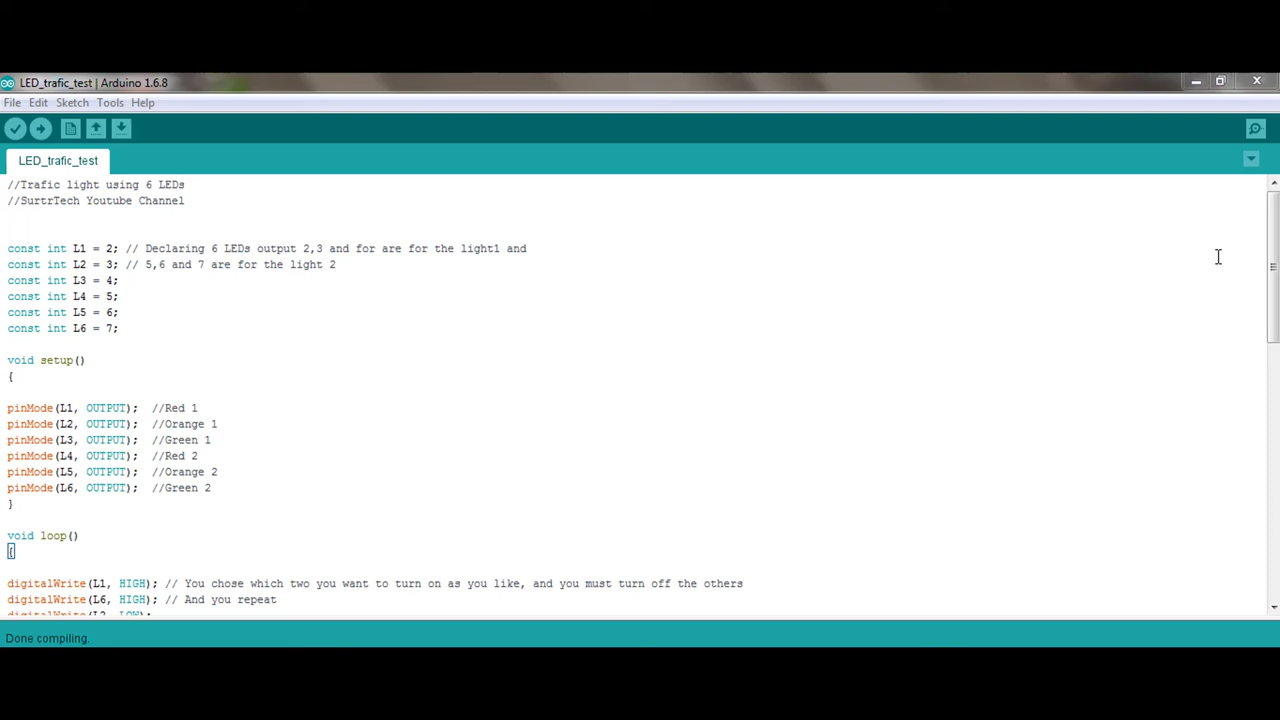 LED_trafic_test | Arduino 1.6.8
File Edit Sketch Tools Help
LED_trafic_test
//Trafic light using 6 LEDs
//SurtrTech Youtube Channel
const int L1 = 2; // Declaring 6 LEDs output 2,3 and for are for the light1 and
const int L2 = 3; // 5,6 and 7 are for the light 2
const int L3 = 4;
const int L4 = 5;
const int L5 = 6;
const int L6 = 7;
void setup()
{
pinMode(L1, OUTPUT); //Red 1
pinMode(L2, OUTPUT); //Orange 1
pinMode(L3, OUTPUT); //Green 1
pinMode(L4, OUTPUT); //Red 2
pinMode(L5, OUTPUT); //Orange 2
pinMode(L6, OUTPUT); //Green 2
}
void loop()
{
digitalWrite(L1, HIGH); // You chose which two you want to turn on as you like, and you must turn off the others
digitalWrite(L6, HIGH); // And you repeat
digitalWrite(L2, LOW);
Done compiling.